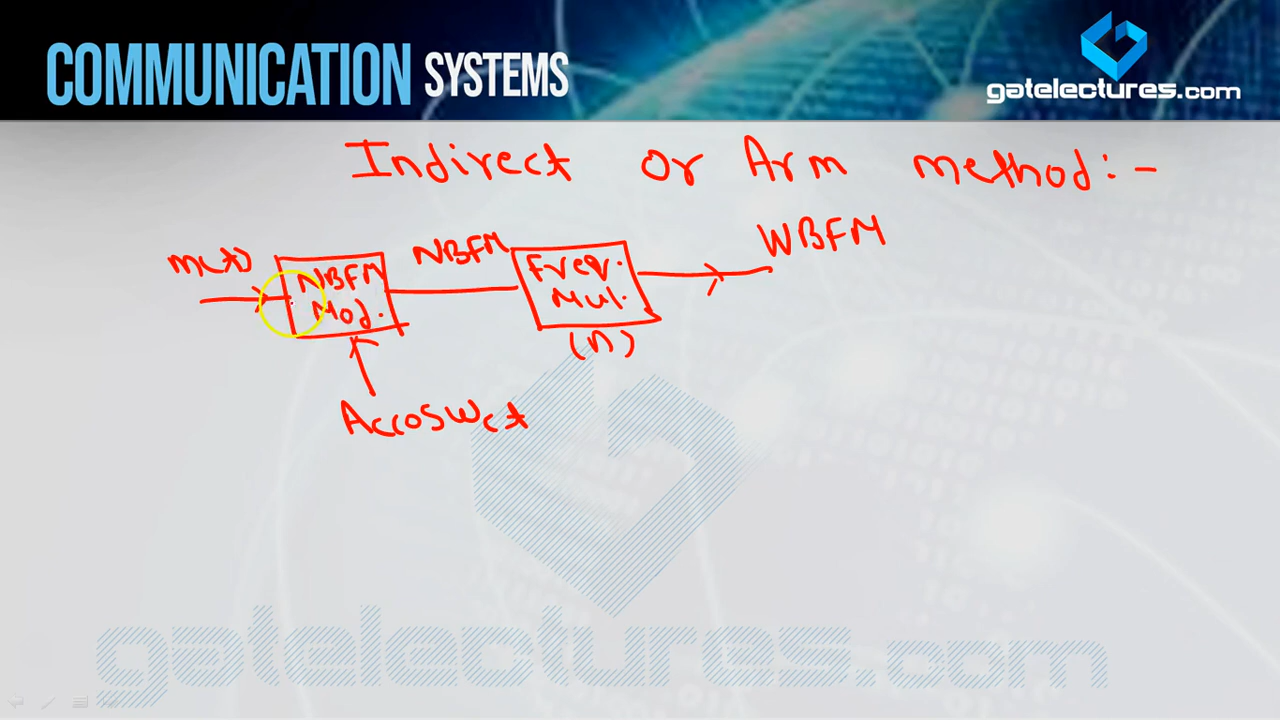 COMMUNICATION SYSTEMS
gatelectures.com
Indirect or Arm method:-
m(t)
NBFM
Mod.
NBFM
Freq.
Mul.
(n)
WBFM
Accosωct
gatelectures.com